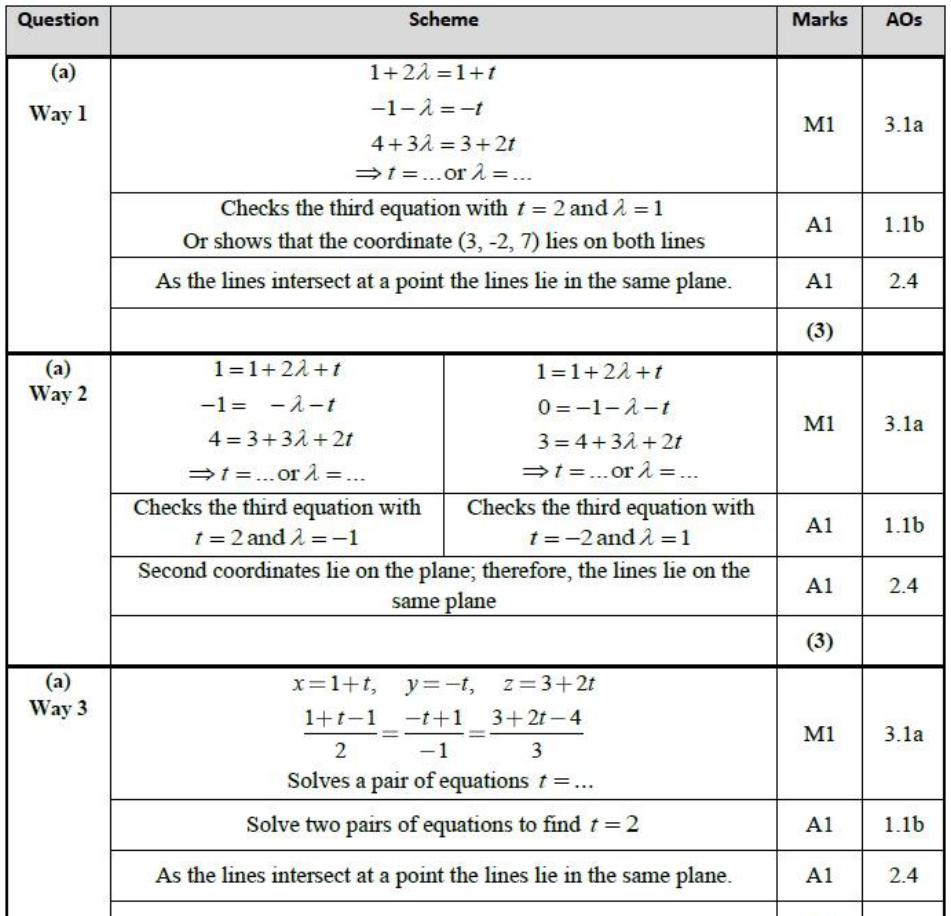 Question Scheme Marks AOs
(a)
Way 1
1+2λ=1+t
−1−λ=−t
4+3λ=3+2t
⇒t=...or λ=...
M1 3.1a
Checks the third equation with t=2 and λ=1
Or shows that the coordinate (3, -2, 7) lies on both lines
A1 1.1b
As the lines intersect at a point the lines lie in the same plane. A1 2.4
(3)
(a)
Way 2
1=1+2λ+t
−1= −λ−t
4=3+3λ+2t
⇒t=...or λ=...
1=1+2λ+t
0=−1−λ−t
3=4+3λ+2t
⇒t=...or λ=...
M1 3.1a
Checks the third equation with
t=2 and λ=−1
Checks the third equation with
t=−2 and λ=1
A1 1.1b
Second coordinates lie on the plane; therefore, the lines lie on the
same plane
A1 2.4
(3)
(a)
Way 3
x=1+t, y=−t, z=3+2t
(1+t−1)/2=(−t+1)/−1=(3+2t−4)/3
Solves a pair of equations t=...
M1 3.1a
Solve two pairs of equations to find t=2 A1 1.1b
As the lines intersect at a point the lines lie in the same plane. A1 2.4